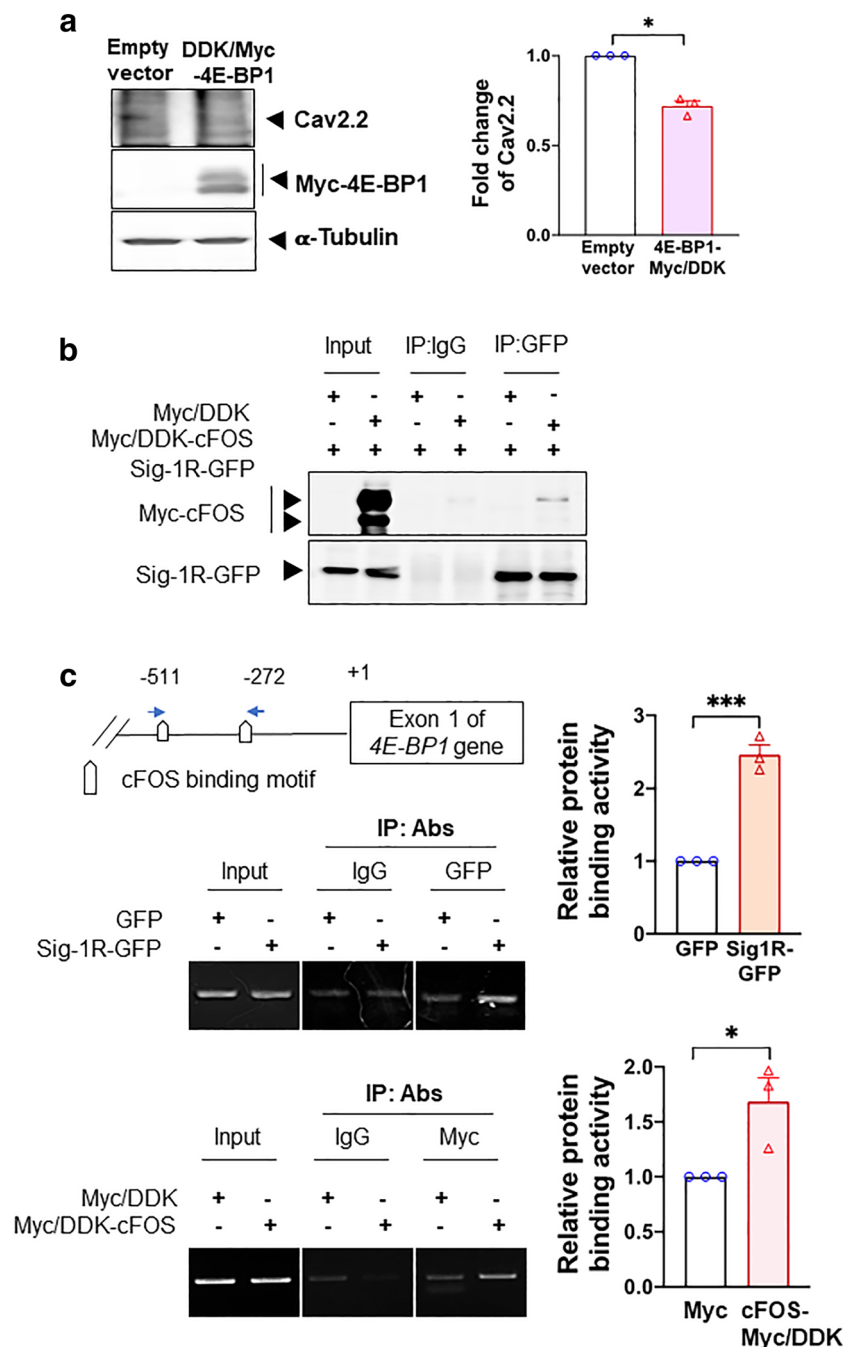 a
Empty vector
DDK/Myc -4E-BP1
Cav2.2
Myc-4E-BP1
α-Tubulin
Fold change of Cav2.2
*
1.0
0.5
0.0
Empty vector
4E-BP1- Myc/DDK
b
Input IP:IgG IP:GFP
Myc/DDK + - + - + -
Myc/DDK-cFOS - + - + - +
Sig-1R-GFP + + + + + +
Myc-cFOS
Sig-1R-GFP
c
-511 -272 +1
Exon 1 of
4E-BP1 gene
cFOS binding motif
IP: Abs
Input IgG GFP
GFP + - + - + -
Sig-1R-GFP - + - + - +
Relative protein binding activity
***
3
2
1
0
GFP Sig1R-
GFP
IP: Abs
Input IgG Myc
Myc/DDK + - + - + -
Myc/DDK-cFOS - + - + - +
Relative protein binding activity
*
2.0
1.5
1.0
0.5
0.0
Myc cFOS-
Myc/DDK